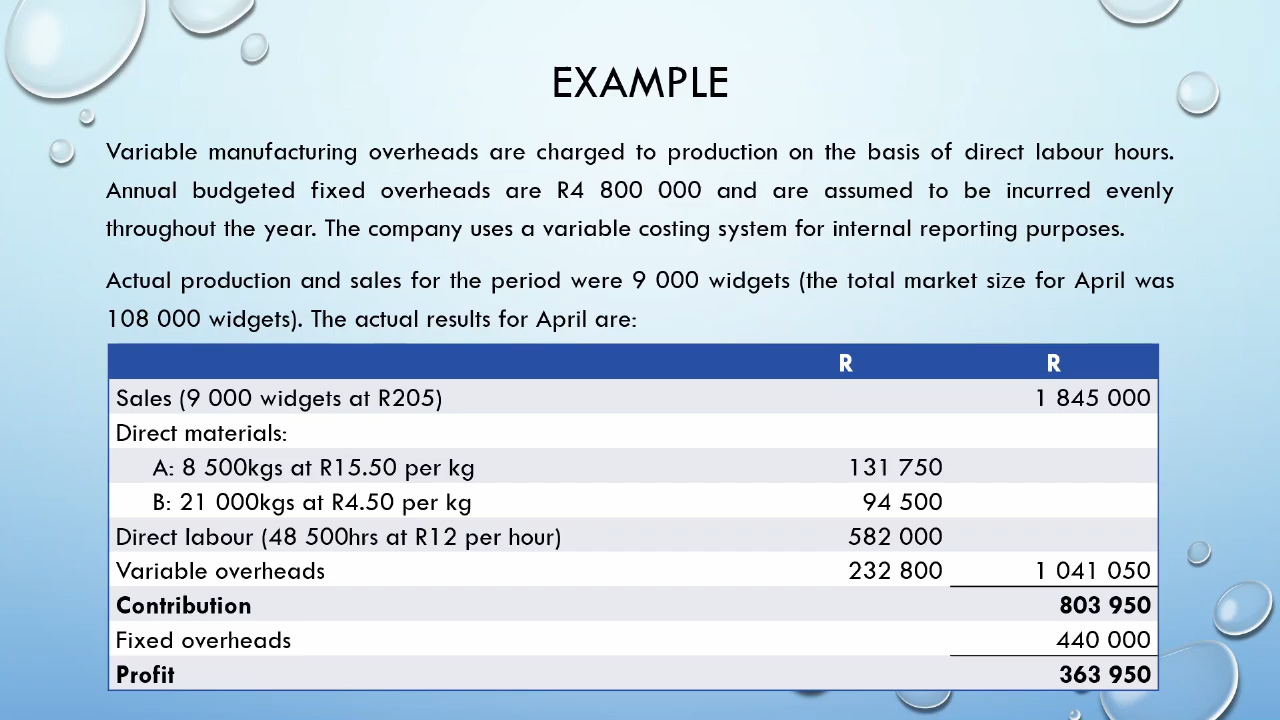 EXAMPLE
Variable manufacturing overheads are charged to production on the basis of direct labour hours.
Annual budgeted fixed overheads are R4 800 000 and are assumed to be incurred evenly
throughout the year. The company uses a variable costing system for internal reporting purposes.
Actual production and sales for the period were 9 000 widgets (the total market size for April was
108 000 widgets). The actual results for April are:
R R
Sales (9 000 widgets at R205) 1 845 000
Direct materials:
A: 8 500kgs at R15.50 per kg 131 750
B: 21 000kgs at R4.50 per kg 94 500
Direct labour (48 500hrs at R12 per hour) 582 000
Variable overheads 232 800 1 041 050
Contribution 803 950
Fixed overheads 440 000
Profit 363 950